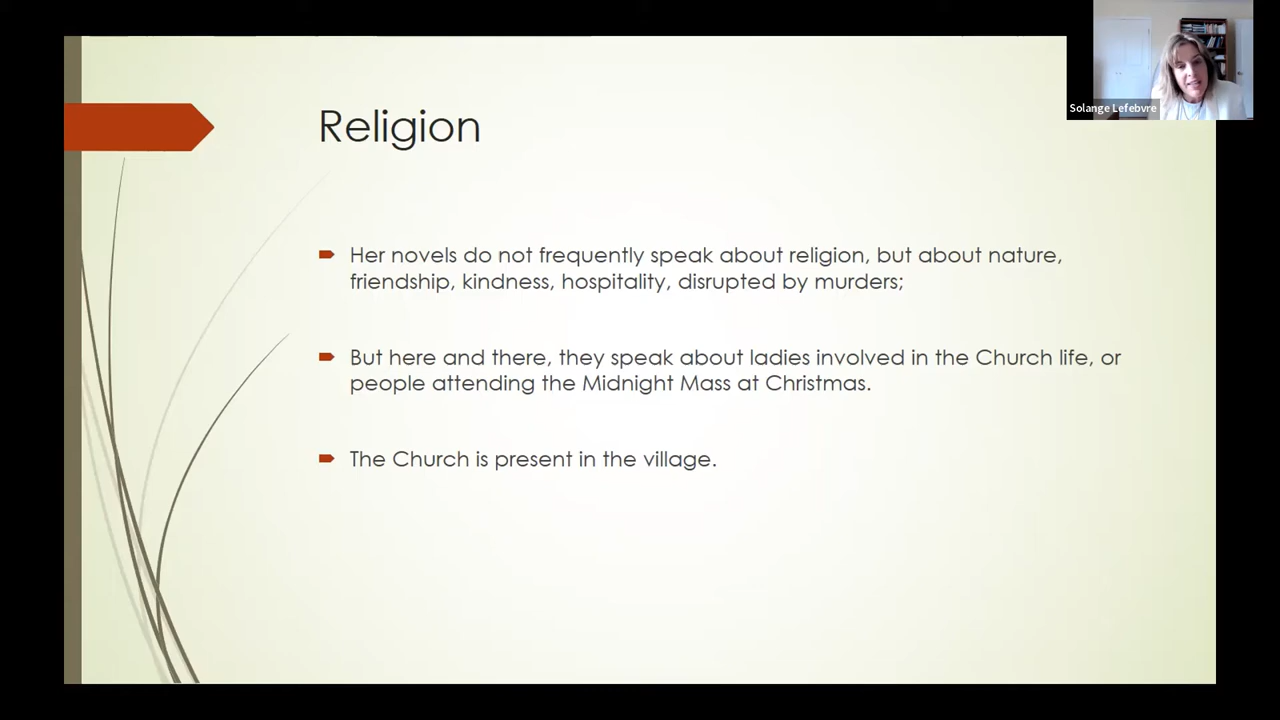 Solange Lefebvre
Religion
Her novels do not frequently speak about religion, but about nature,
friendship, kindness, hospitality, disrupted by murders;
But here and there, they speak about ladies involved in the Church life, or
people attending the Midnight Mass at Christmas.
The Church is present in the village.